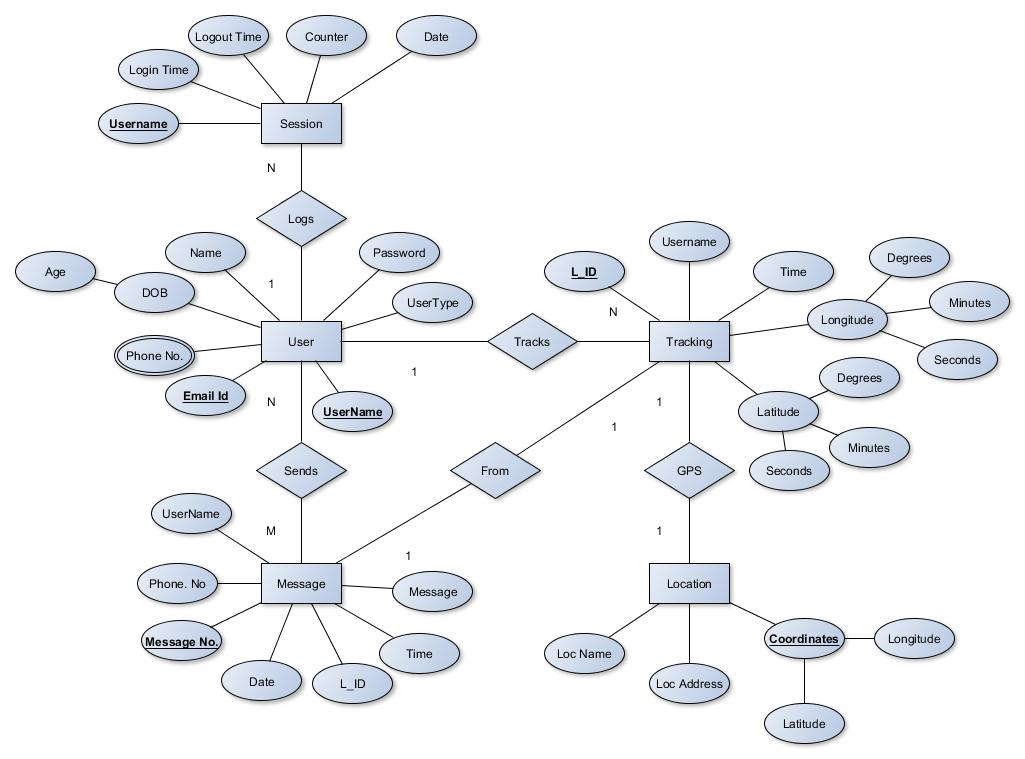 Logout Time
Counter
Date
Login Time
Username
Session
N
Logs
Name
Password
Username
Age
DOB
1
UserType
L_ID
Time
Degrees
Minutes
N
Longitude
Phone No.
User
Tracks
Tracking
Seconds
1
Degrees
Email Id
N
UserName
1
Latitude
1
Minutes
Sends
From
GPS
Seconds
UserName
M
1
1
Phone. No
Message
Message
Location
Message No.
Coordinates
Longitude
Time
Loc Name
Date
L_ID
Loc Address
Latitude